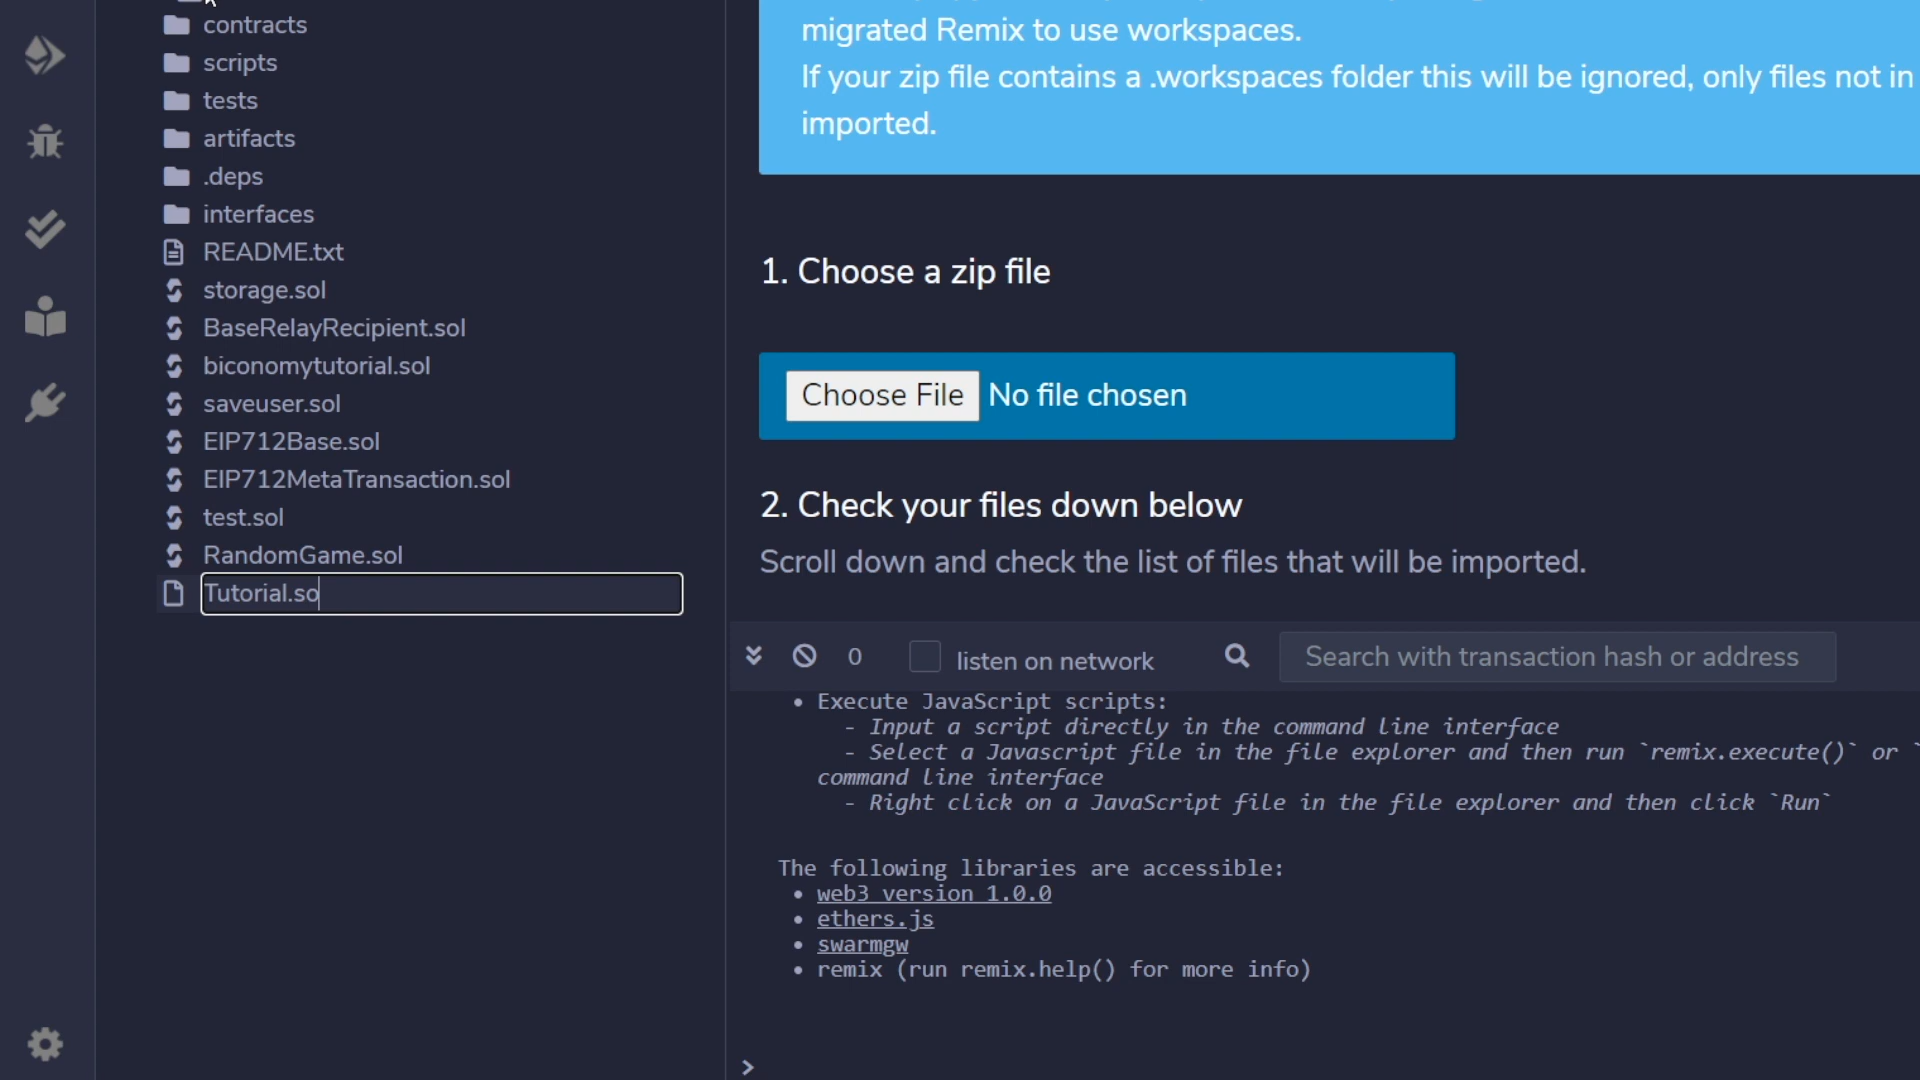 contracts
scripts
tests
artifacts
.deps
interfaces
README.txt
storage.sol
BaseRelayRecipient.sol
biconomytutorial.sol
saveuser.sol
EIP712Base.sol
EIP712MetaTransaction.sol
test.sol
RandomGame.sol
Tutorial.so
migrated Remix to use workspaces.
If your zip file contains a .workspaces folder this will be ignored, only files not in
imported.
1. Choose a zip file
Choose File No file chosen
2. Check your files down below
Scroll down and check the list of files that will be imported.
0 listen on network Search with transaction hash or address
• Execute JavaScript scripts:
- Input a script directly in the command line interface
- Select a Javascript file in the file explorer and then run `remix.execute()` or `
command line interface
- Right click on a JavaScript file in the file explorer and then click `Run`
The following libraries are accessible:
• web3 version 1.0.0
• ethers.js
• swarmgw
• remix (run remix.help() for more info)
>